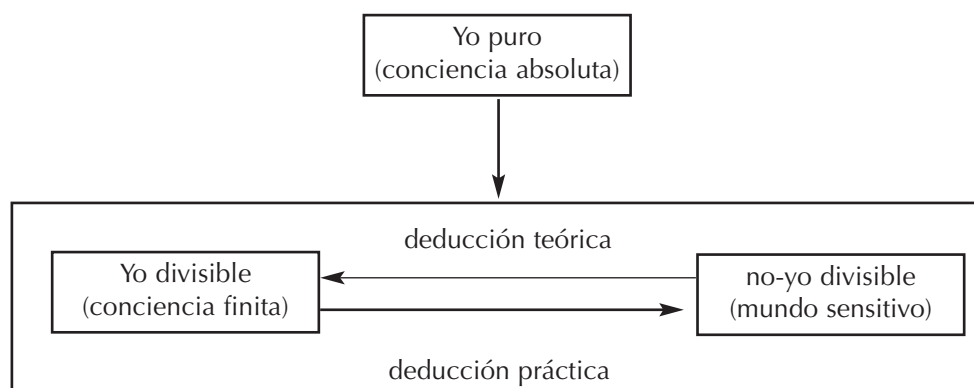 Yo puro
(conciencia absoluta)
deducción teórica
Yo divisible
(conciencia finita)
no-yo divisible
(mundo sensitivo)
deducción práctica